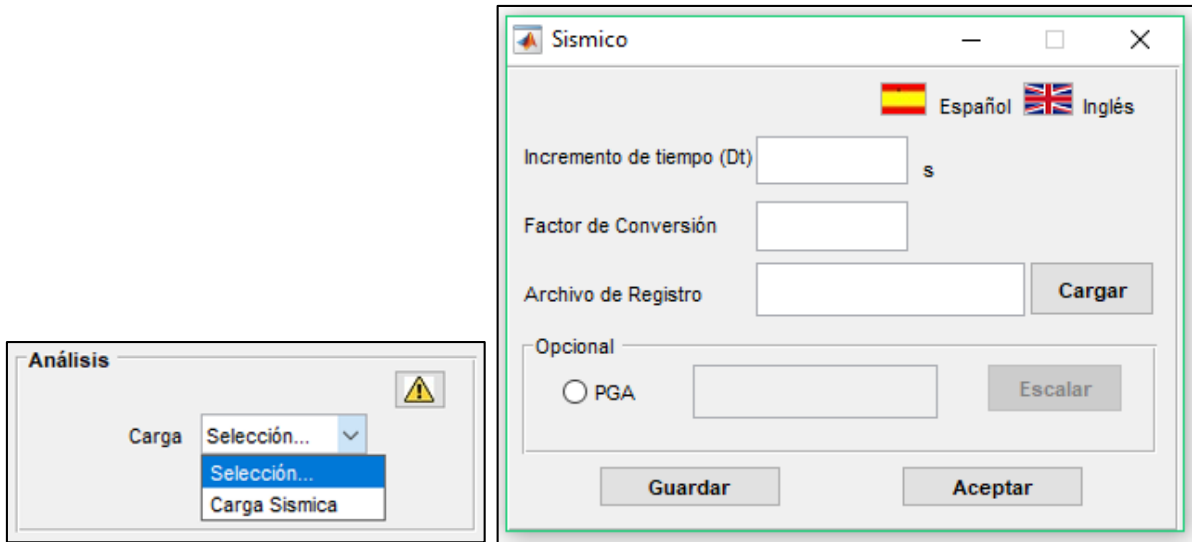 Análisis
Carga Selección...
Selección...
Carga Sismica
Sismico
Español Inglés
Incremento de tiempo (Dt) s
Factor de Conversión
Archivo de Registro Cargar
Opcional
PGA Escalar
Guardar Aceptar